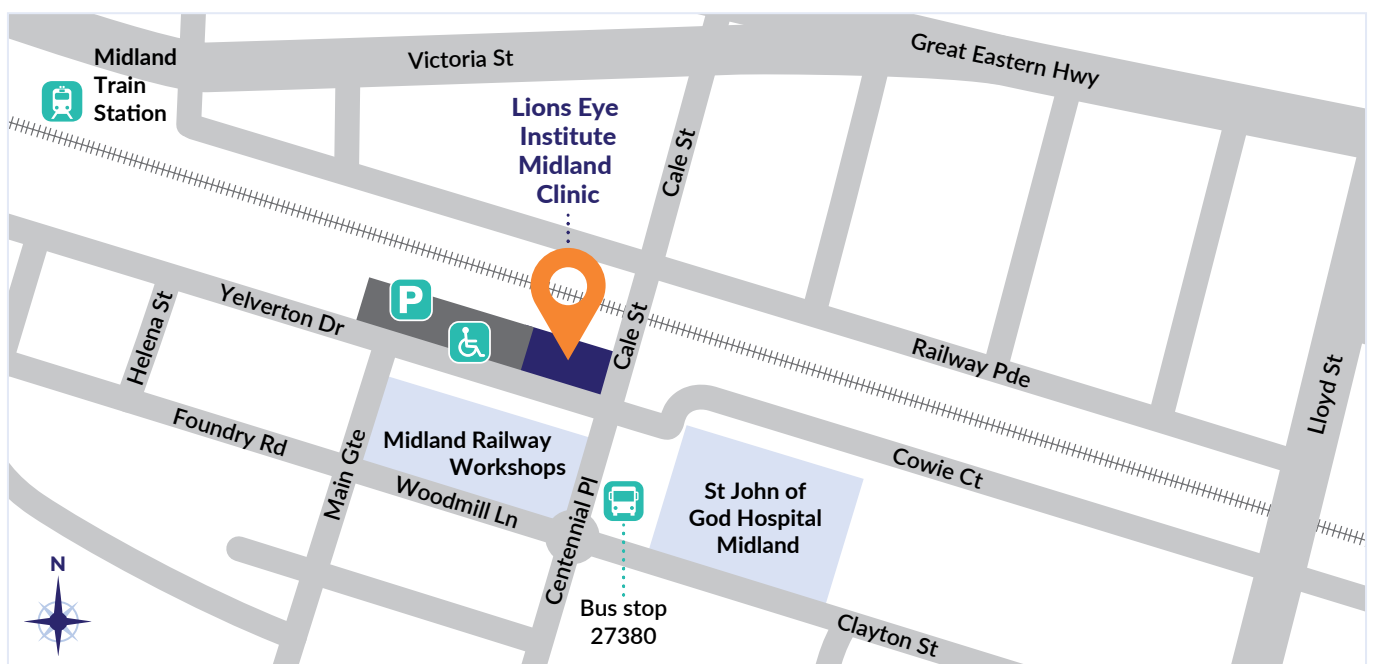 Midland
Train
Station
Victoria St
Great Eastern Hwy
Lions Eye
Institute
Midland
Clinic
Cale St
P
Yelverton Dr
Helena St
Cale St
Railway Pde
Lloyd St
Foundry Rd
Main Gte
Midland Railway
Workshops
Woodmill Ln
Centennial Pl
Cowie Ct
St John of
God Hospital
Midland
N
Bus stop
27380
Clayton St